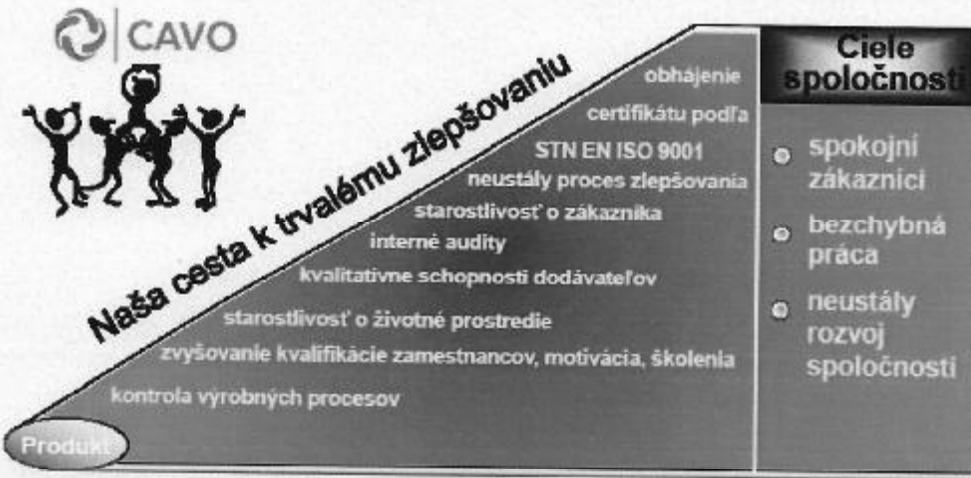 CAVO
Naša cesta k trvalému zlepšovaniu
obhájenie
certifikátu podľa
STN EN ISO 9001
neustály proces zlepšovania
starostlivosť o zákazníka
interné audity
kvalitatívne schopnosti dodávateľov
starostlivosť o životné prostredie
zvyšovanie kvalifikácie zamestnancov, motivácia, školenia
kontrola výrobných procesov
Produkt
Ciele
spoločnosti
spokojní
zákazníci
bezchybná
práca
neustály
rozvoj
spoločnosti